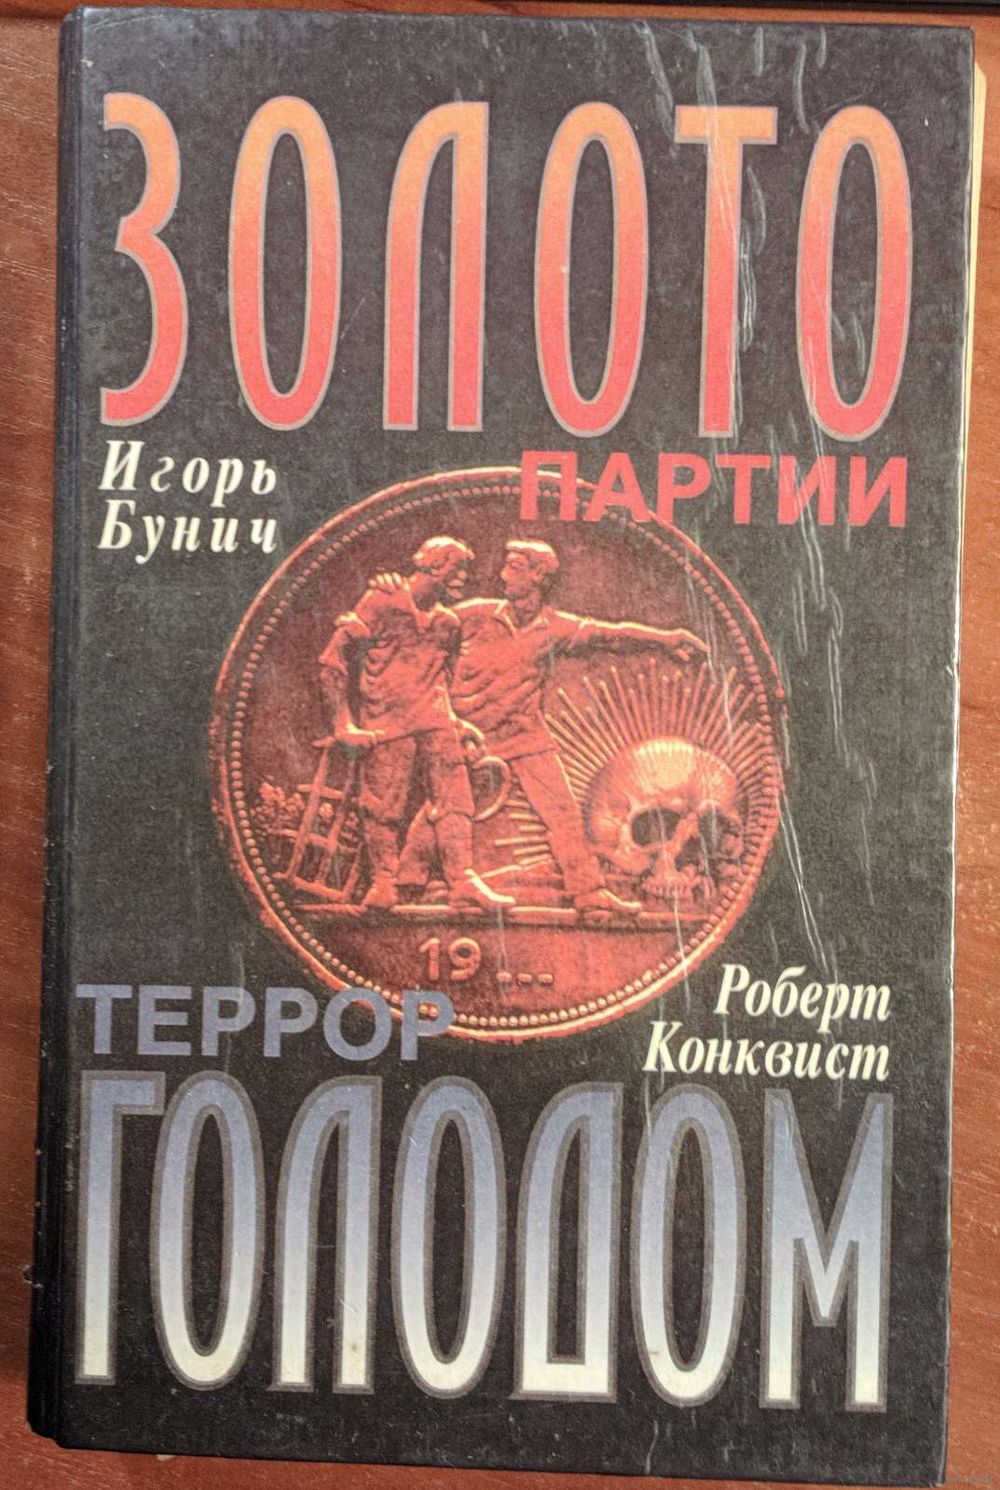 ЗОЛОТО
ПАРТИИ
Игорь
Бунич
19 ...
Роберт
Конквист
ТЕРРОР
ГОЛОДОМ